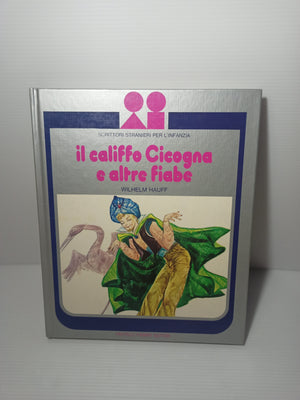 SCRITTORI STRANIERI PER L'INFANZIA
il califfo Cicogna
e altre fiabe
WILHELM HAUFF